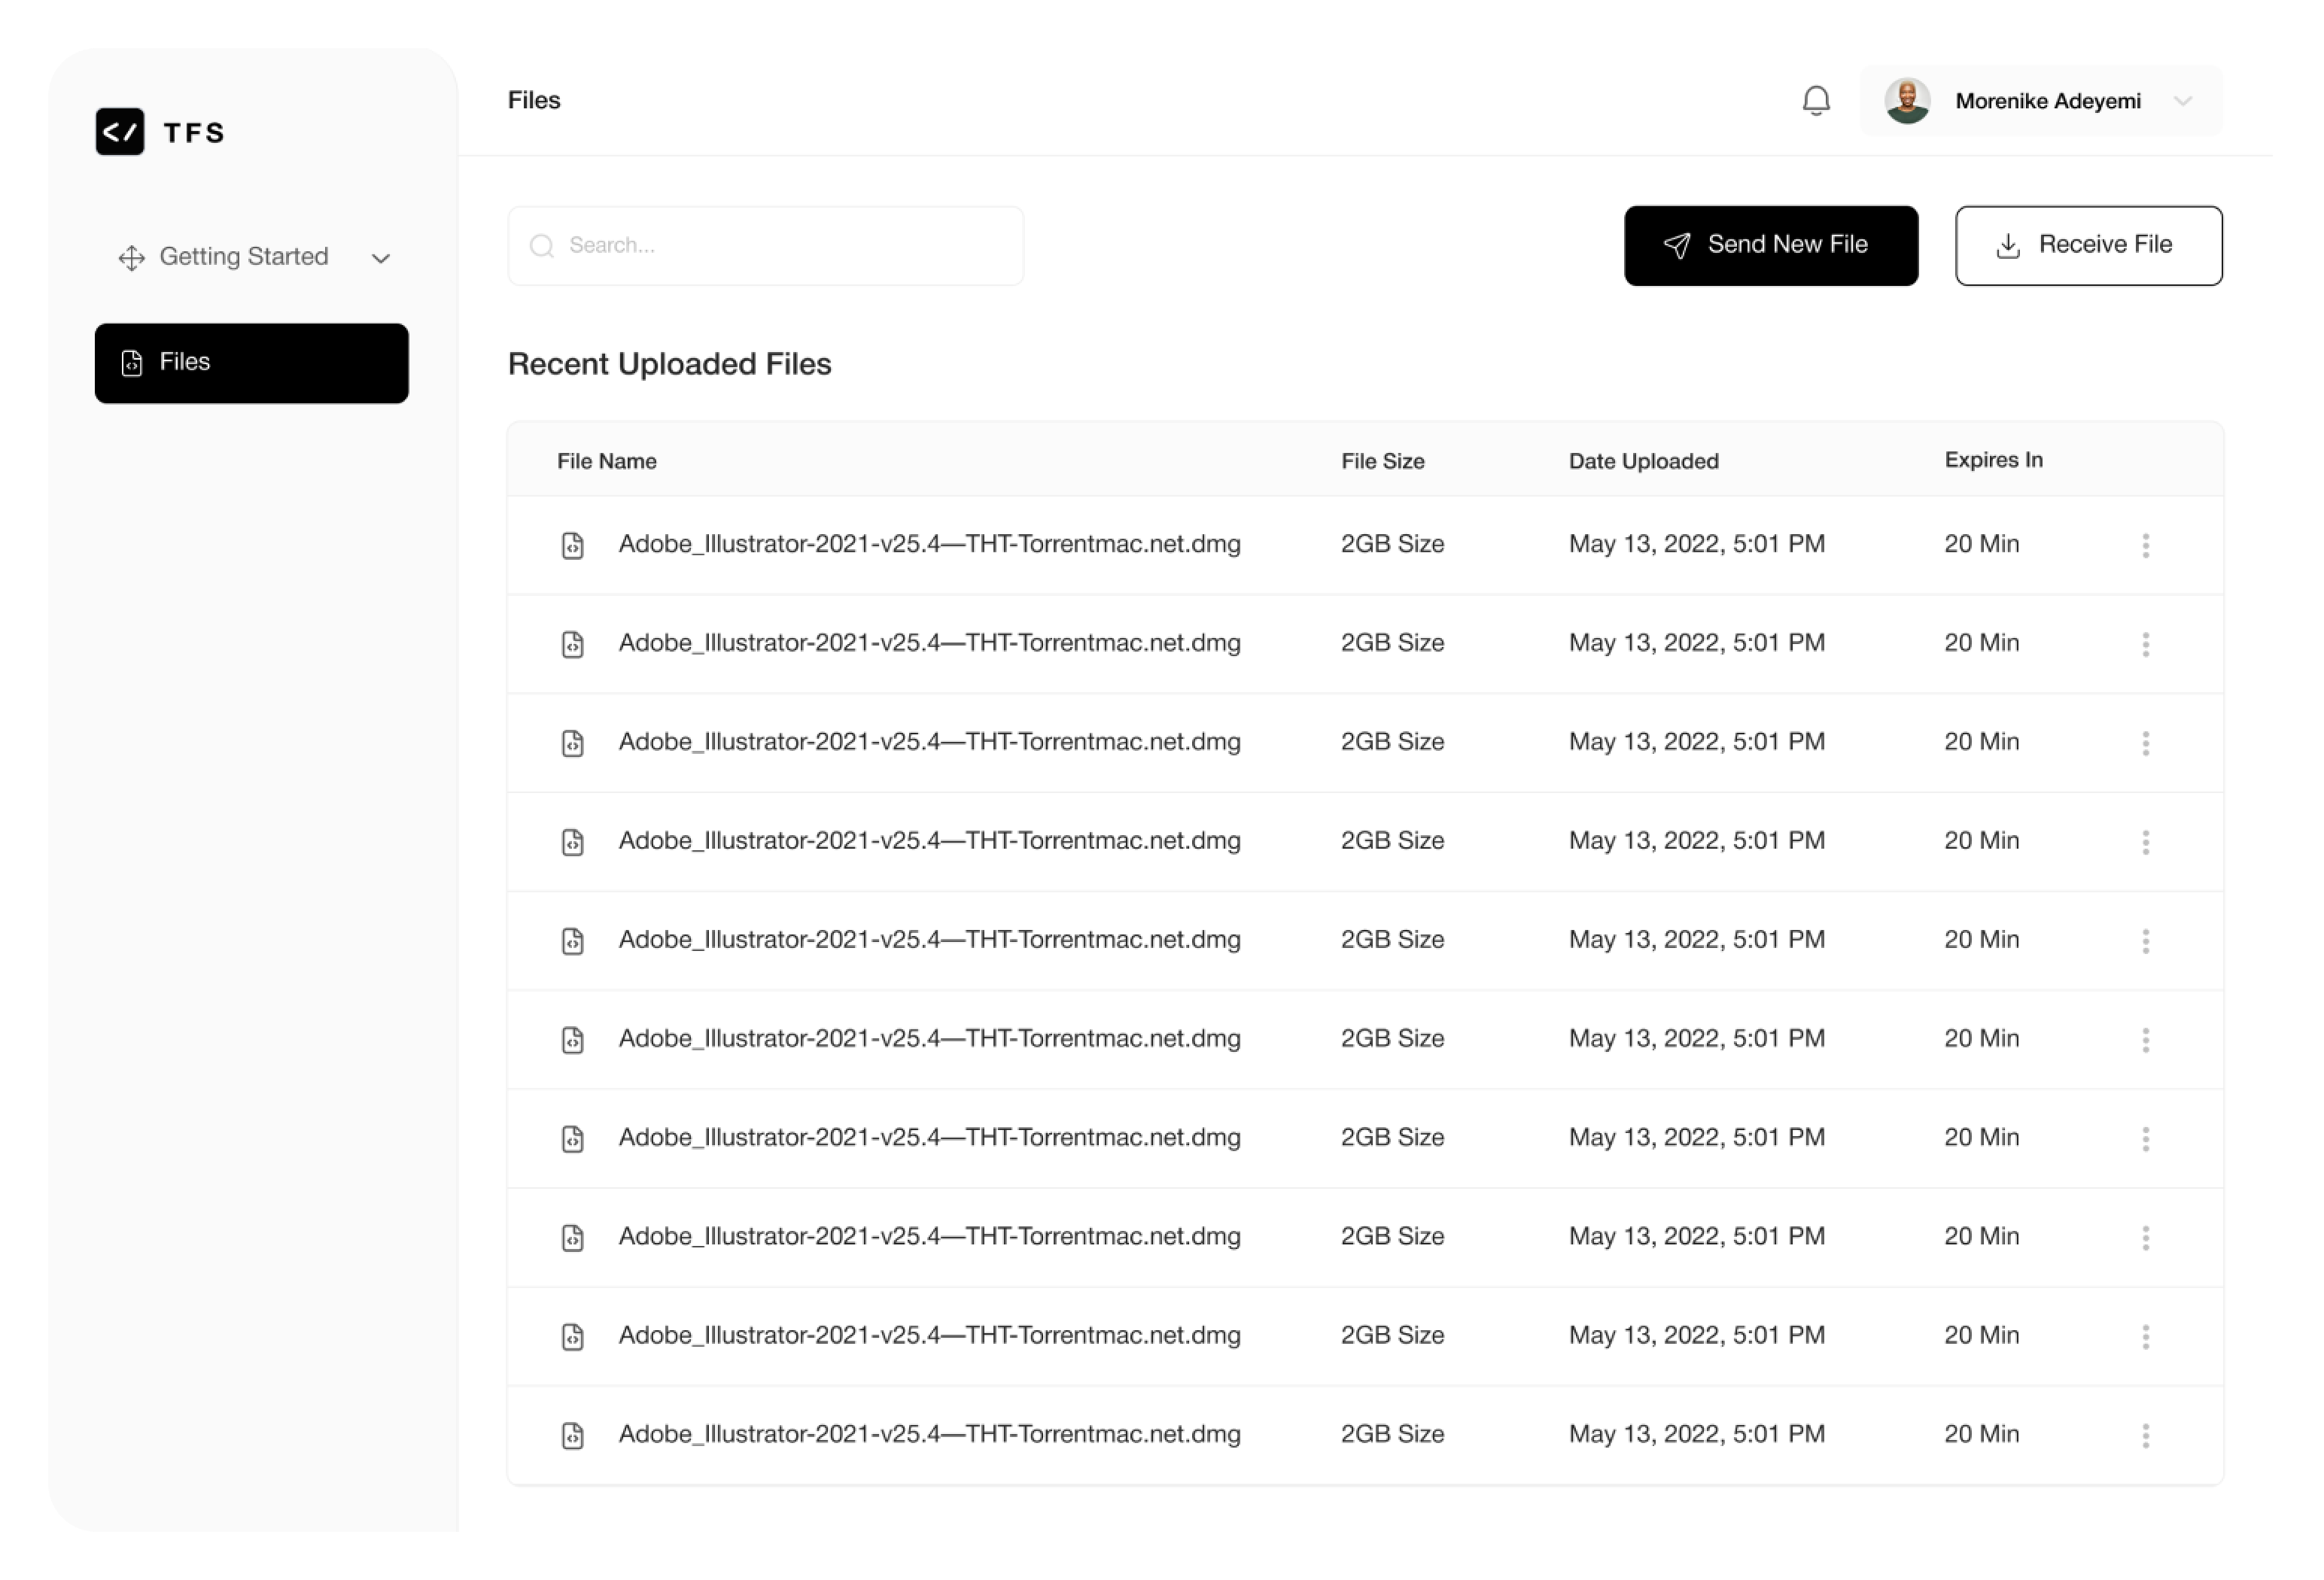 </ TFS
Getting Started
Files
Files
Morenike Adeyemi
Search...
Send New File
Receive File
Recent Uploaded Files
File Name File Size Date Uploaded Expires In
Adobe_Illustrator-2021-v25.4—THT-Torrentmac.net.dmg 2GB Size May 13, 2022, 5:01 PM 20 Min
Adobe_Illustrator-2021-v25.4—THT-Torrentmac.net.dmg 2GB Size May 13, 2022, 5:01 PM 20 Min
Adobe_Illustrator-2021-v25.4—THT-Torrentmac.net.dmg 2GB Size May 13, 2022, 5:01 PM 20 Min
Adobe_Illustrator-2021-v25.4—THT-Torrentmac.net.dmg 2GB Size May 13, 2022, 5:01 PM 20 Min
Adobe_Illustrator-2021-v25.4—THT-Torrentmac.net.dmg 2GB Size May 13, 2022, 5:01 PM 20 Min
Adobe_Illustrator-2021-v25.4—THT-Torrentmac.net.dmg 2GB Size May 13, 2022, 5:01 PM 20 Min
Adobe_Illustrator-2021-v25.4—THT-Torrentmac.net.dmg 2GB Size May 13, 2022, 5:01 PM 20 Min
Adobe_Illustrator-2021-v25.4—THT-Torrentmac.net.dmg 2GB Size May 13, 2022, 5:01 PM 20 Min
Adobe_Illustrator-2021-v25.4—THT-Torrentmac.net.dmg 2GB Size May 13, 2022, 5:01 PM 20 Min
Adobe_Illustrator-2021-v25.4—THT-Torrentmac.net.dmg 2GB Size May 13, 2022, 5:01 PM 20 Min